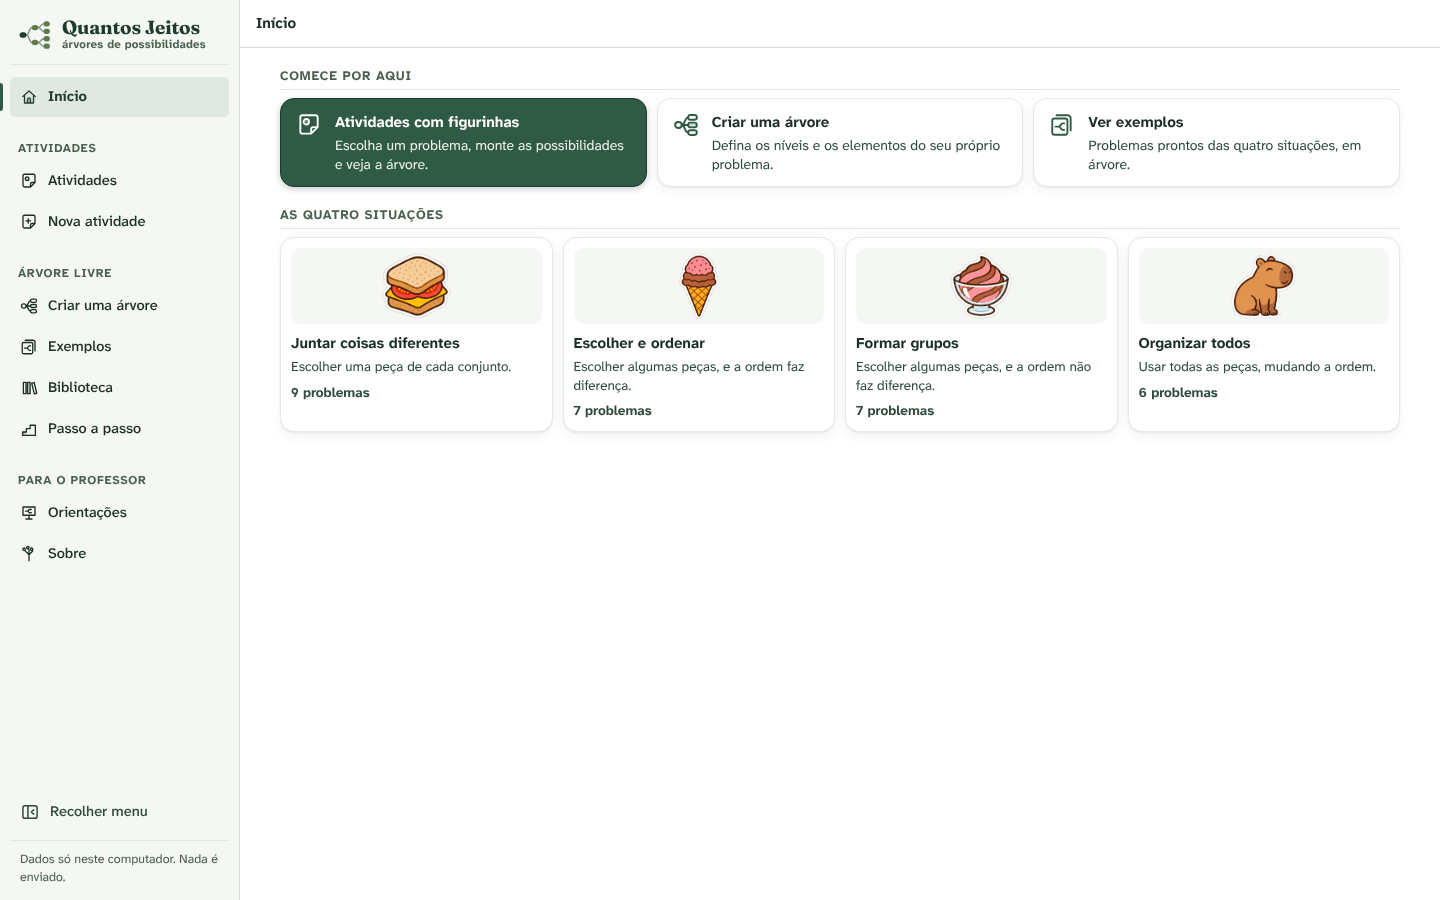 Quantos Jeitos
árvores de possibilidades
Início
ATIVIDADES
Atividades
Nova atividade
ÁRVORE LIVRE
Criar uma árvore
Exemplos
Biblioteca
Passo a passo
PARA O PROFESSOR
Orientações
Sobre
Recolher menu
Dados só neste computador. Nada é
enviado.
Início
COMECE POR AQUI
Atividades com figurinhas
Escolha um problema, monte as possibilidades
e veja a árvore.
Criar uma árvore
Defina os níveis e os elementos do seu próprio
problema.
Ver exemplos
Problemas prontos das quatro situações, em
árvore.
AS QUATRO SITUAÇÕES
Juntar coisas diferentes
Escolher uma peça de cada conjunto.
9 problemas
Escolher e ordenar
Escolher algumas peças, e a ordem faz
diferença.
7 problemas
Formar grupos
Escolher algumas peças, e a ordem não
faz diferença.
7 problemas
Organizar todos
Usar todas as peças, mudando a ordem.
6 problemas